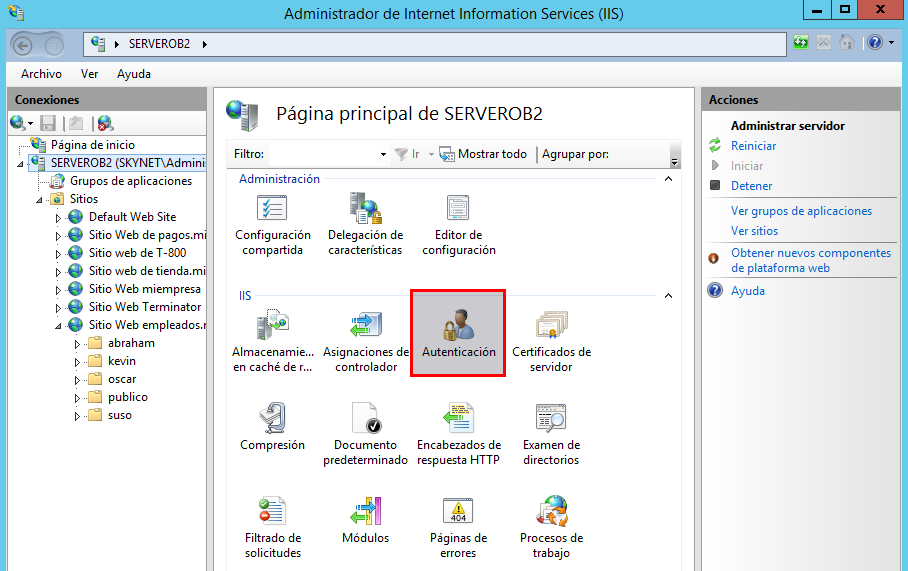 Administrador de Internet Information Services (IIS)
SERVEROB2
Archivo Ver Ayuda
Conexiones
Página de inicio
SERVEROB2 (SKYNET\Admini
Grupos de aplicaciones
Sitios
Default Web Site
Sitio Web de pagos.mi
Sitio web de T-800
Sitio web de tienda.mi
Sitio Web miempresa
Sitio Web Terminator
Sitio Web empleados.r
abraham
kevin
oscar
publico
suso
Página principal de SERVEROB2
Filtro: Ir Mostrar todo Agrupar por:
Administración
Configuración
compartida
Delegación de
características
Editor de
configuración
IIS
Almacenamie...
en caché de r...
Asignaciones de
controlador
Autenticación
Certificados de
servidor
Compresión
Documento
predeterminado
Encabezados de
respuesta HTTP
Examen de
directorios
Filtrado de
solicitudes
Módulos
404
Páginas de
errores
Procesos de
trabajo
Acciones
Administrar servidor
Reiniciar
Iniciar
Detener
Ver grupos de aplicaciones
Ver sitios
Obtener nuevos componentes
de plataforma web
Ayuda